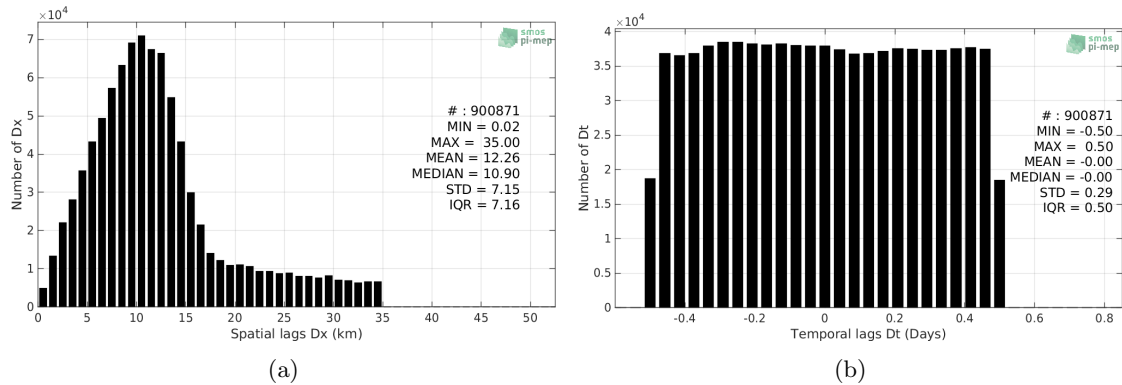 ×10⁴
7
6
5
4
3
2
1
0
Number of Dx
0 5 10 15 20 25 30 35 40 45 50
Spatial lags Dx (km)
smos
pi-mep
# : 900871
MIN = 0.02
MAX = 35.00
MEAN = 12.26
MEDIAN = 10.90
STD = 7.15
IQR = 7.16
(a)
×10⁴
4
3.5
3
2.5
2
1.5
1
0.5
0
Number of Dt
-0.4 -0.2 0 0.2 0.4 0.6 0.8
Temporal lags Dt (Days)
smos
pi-mep
# : 900871
MIN = -0.50
MAX = 0.50
MEAN = -0.00
MEDIAN = -0.00
STD = 0.29
IQR = 0.50
(b)